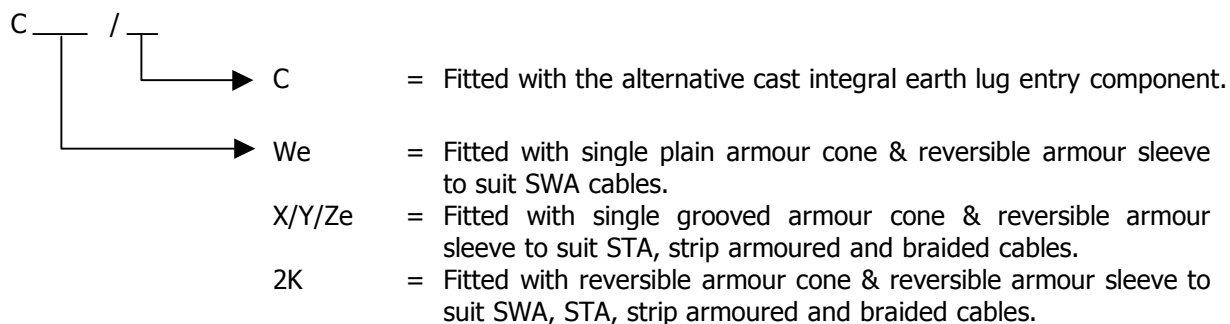 C ____ / __
C = Fitted with the alternative cast integral earth lug entry component.
We = Fitted with single plain armour cone & reversible armour sleeve
to suit SWA cables.
X/Y/Ze = Fitted with single grooved armour cone & reversible armour
sleeve to suit STA, strip armoured and braided cables.
2K = Fitted with reversible armour cone & reversible armour sleeve to
suit SWA, STA, strip armoured and braided cables.